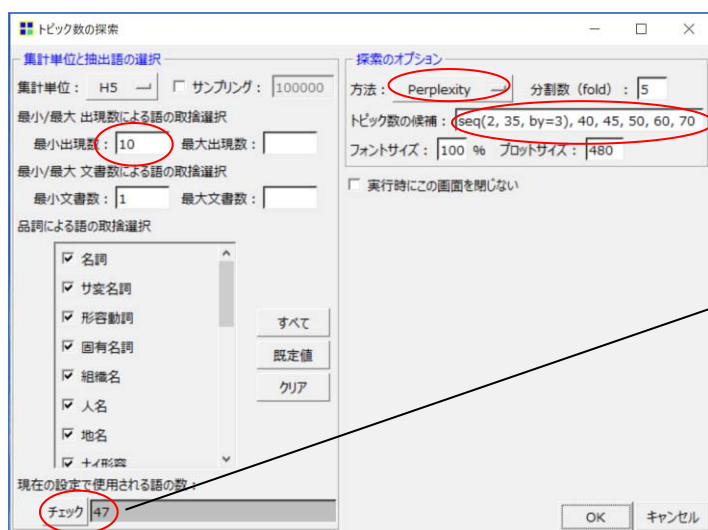 トピック数の探索
集計単位と抽出語の選択
集計単位： H5 サンプリング： 100000
最小/最大 出現数による語の取捨選択
最小出現数： 10 最大出現数：
最小/最大 文書数による語の取捨選択
最小文書数： 1 最大文書数：
品詞による語の取捨選択
名詞
サ変名詞
形容動詞
固有名詞
組織名
人名
地名
ナイ形容
すべて
既定値
クリア
現在の設定で使用される語の数：
チェック 47
探索のオプション
方法： Perplexity 分割数（fold）： 5
トピック数の候補： seq(2, 35, by=3), 40, 45, 50, 60, 70
フォントサイズ： 100 % プロットサイズ： 480
実行時にこの画面を閉じない
OK キャンセル